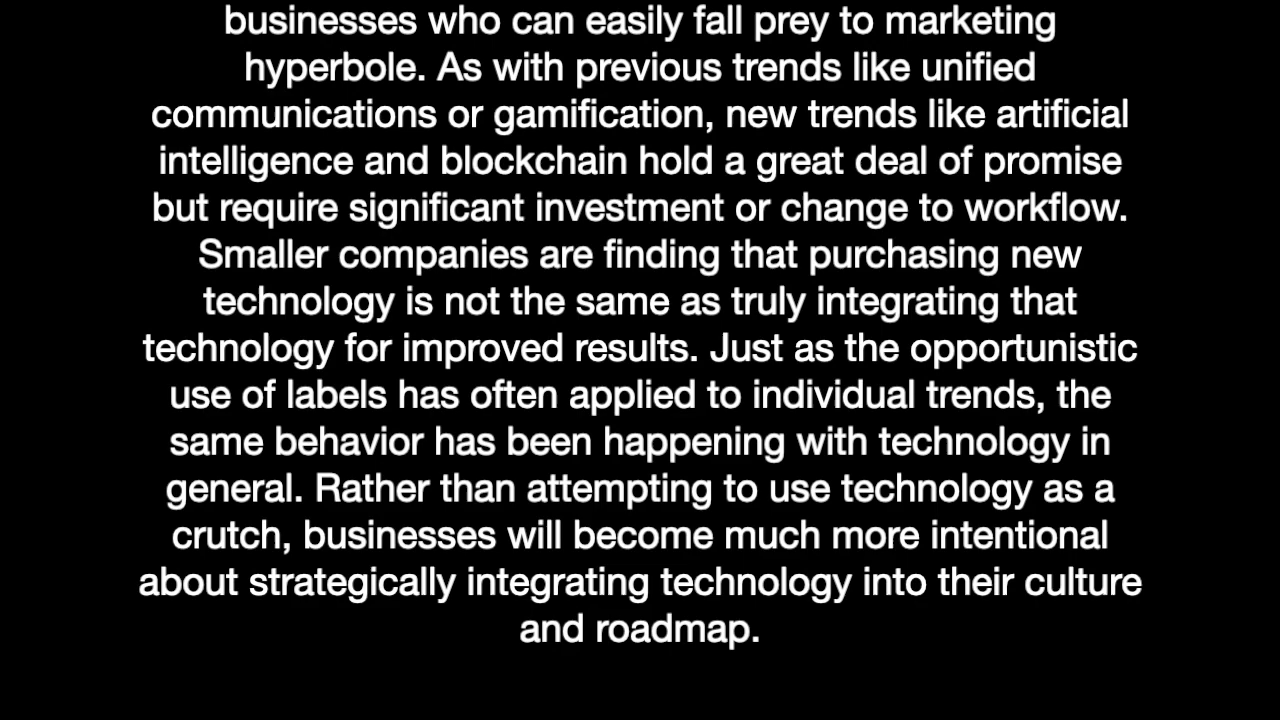 businesses who can easily fall prey to marketing
hyperbole. As with previous trends like unified
communications or gamification, new trends like artificial
intelligence and blockchain hold a great deal of promise
but require significant investment or change to workflow.
Smaller companies are finding that purchasing new
technology is not the same as truly integrating that
technology for improved results. Just as the opportunistic
use of labels has often applied to individual trends, the
same behavior has been happening with technology in
general. Rather than attempting to use technology as a
crutch, businesses will become much more intentional
about strategically integrating technology into their culture
and roadmap.